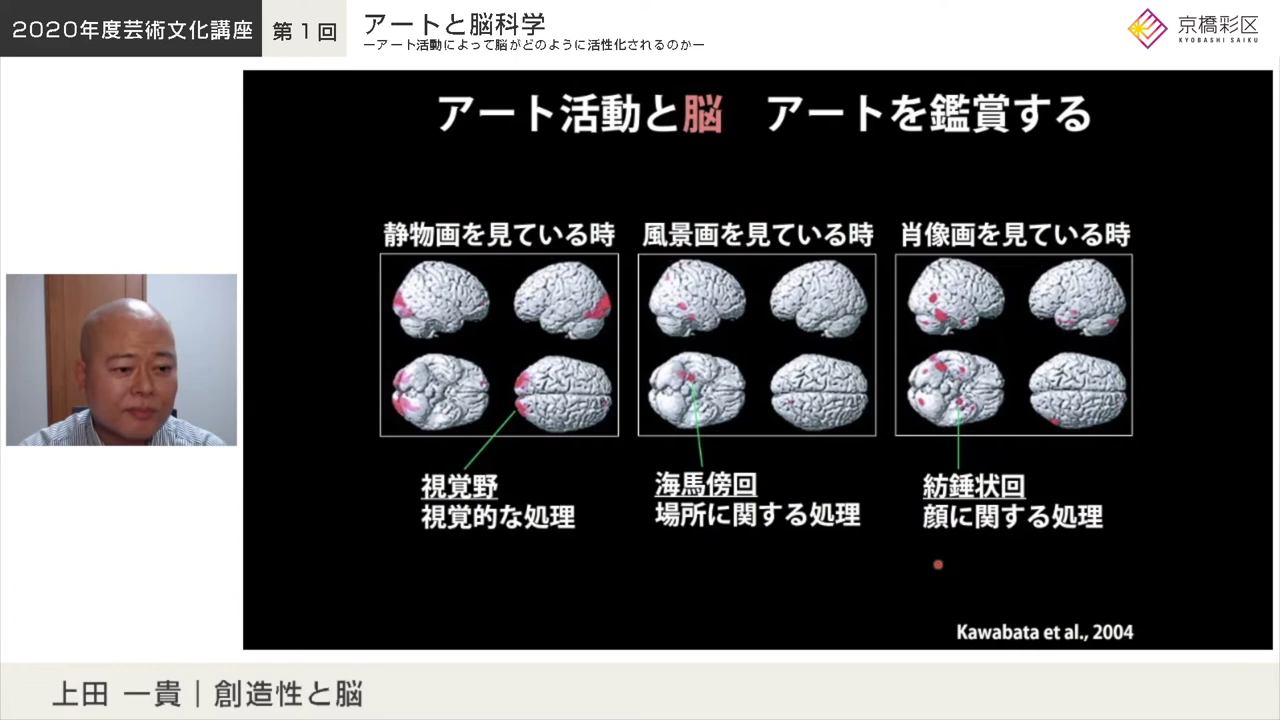 2020年度芸術文化講座
第1回
アートと脳科学
ーアート活動によって脳がどのように活性化されるのかー
京橋彩区
KYOBASHI SAIKU
アート活動と脳 アートを鑑賞する
静物画を見ている時
風景画を見ている時
肖像画を見ている時
視覚野
視覚的な処理
海馬傍回
場所に関する処理
紡錘状回
顔に関する処理
Kawabata et al., 2004
上田 一貴｜創造性と脳